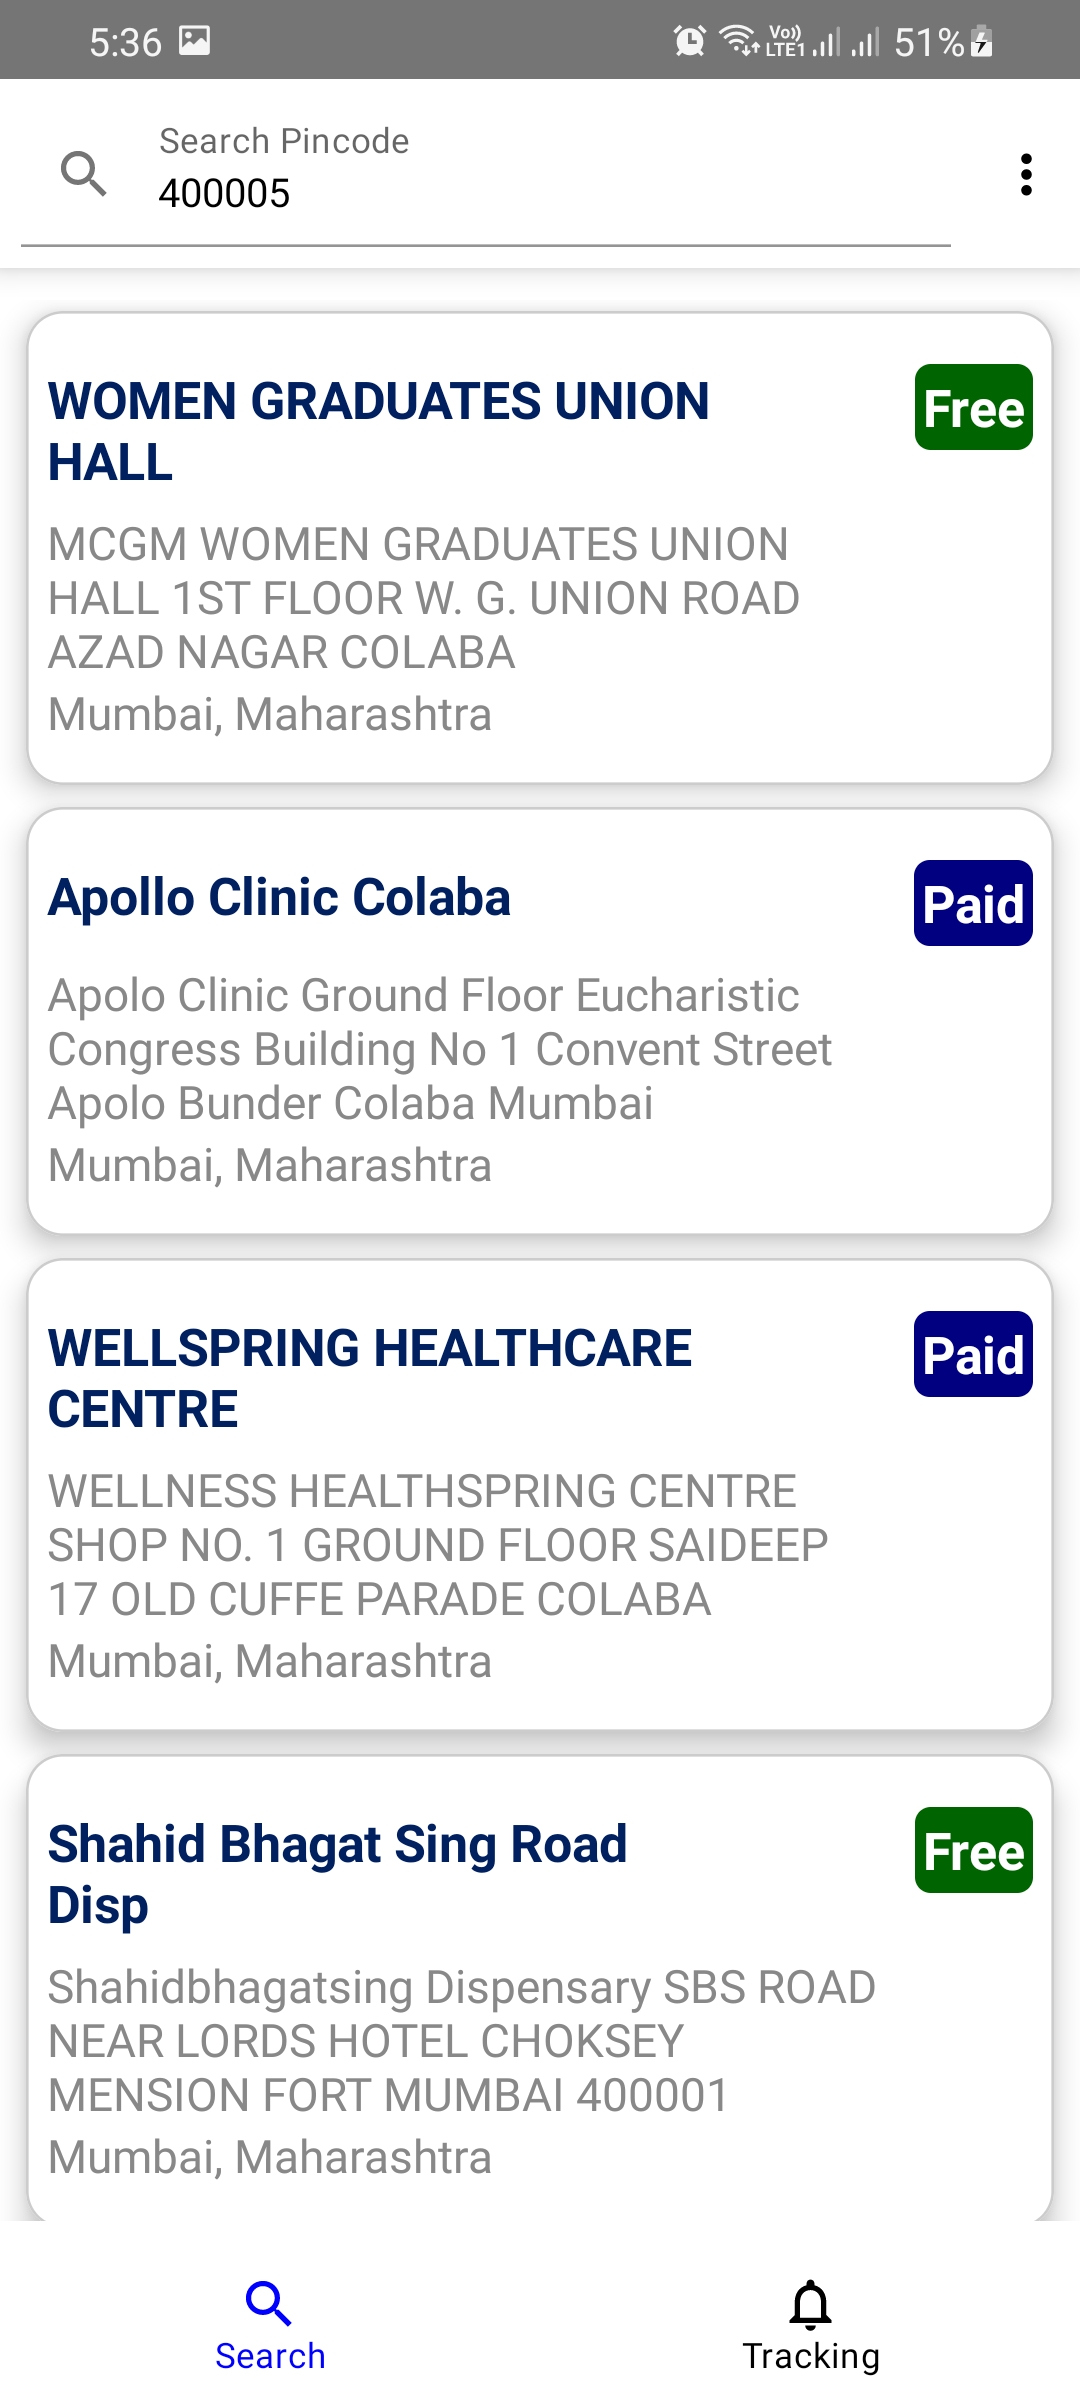 5:36
Vo)) LTE1 51%
Search Pincode
400005
WOMEN GRADUATES UNION
HALL
Free
MCGM WOMEN GRADUATES UNION
HALL 1ST FLOOR W. G. UNION ROAD
AZAD NAGAR COLABA
Mumbai, Maharashtra
Apollo Clinic Colaba
Paid
Apolo Clinic Ground Floor Eucharistic
Congress Building No 1 Convent Street
Apolo Bunder Colaba Mumbai
Mumbai, Maharashtra
WELLSPRING HEALTHCARE
CENTRE
Paid
WELLNESS HEALTHSPRING CENTRE
SHOP NO. 1 GROUND FLOOR SAIDEEP
17 OLD CUFFE PARADE COLABA
Mumbai, Maharashtra
Shahid Bhagat Sing Road
Disp
Free
Shahidbhagatsing Dispensary SBS ROAD
NEAR LORDS HOTEL CHOKSEY
MENSION FORT MUMBAI 400001
Mumbai, Maharashtra
Search
Tracking